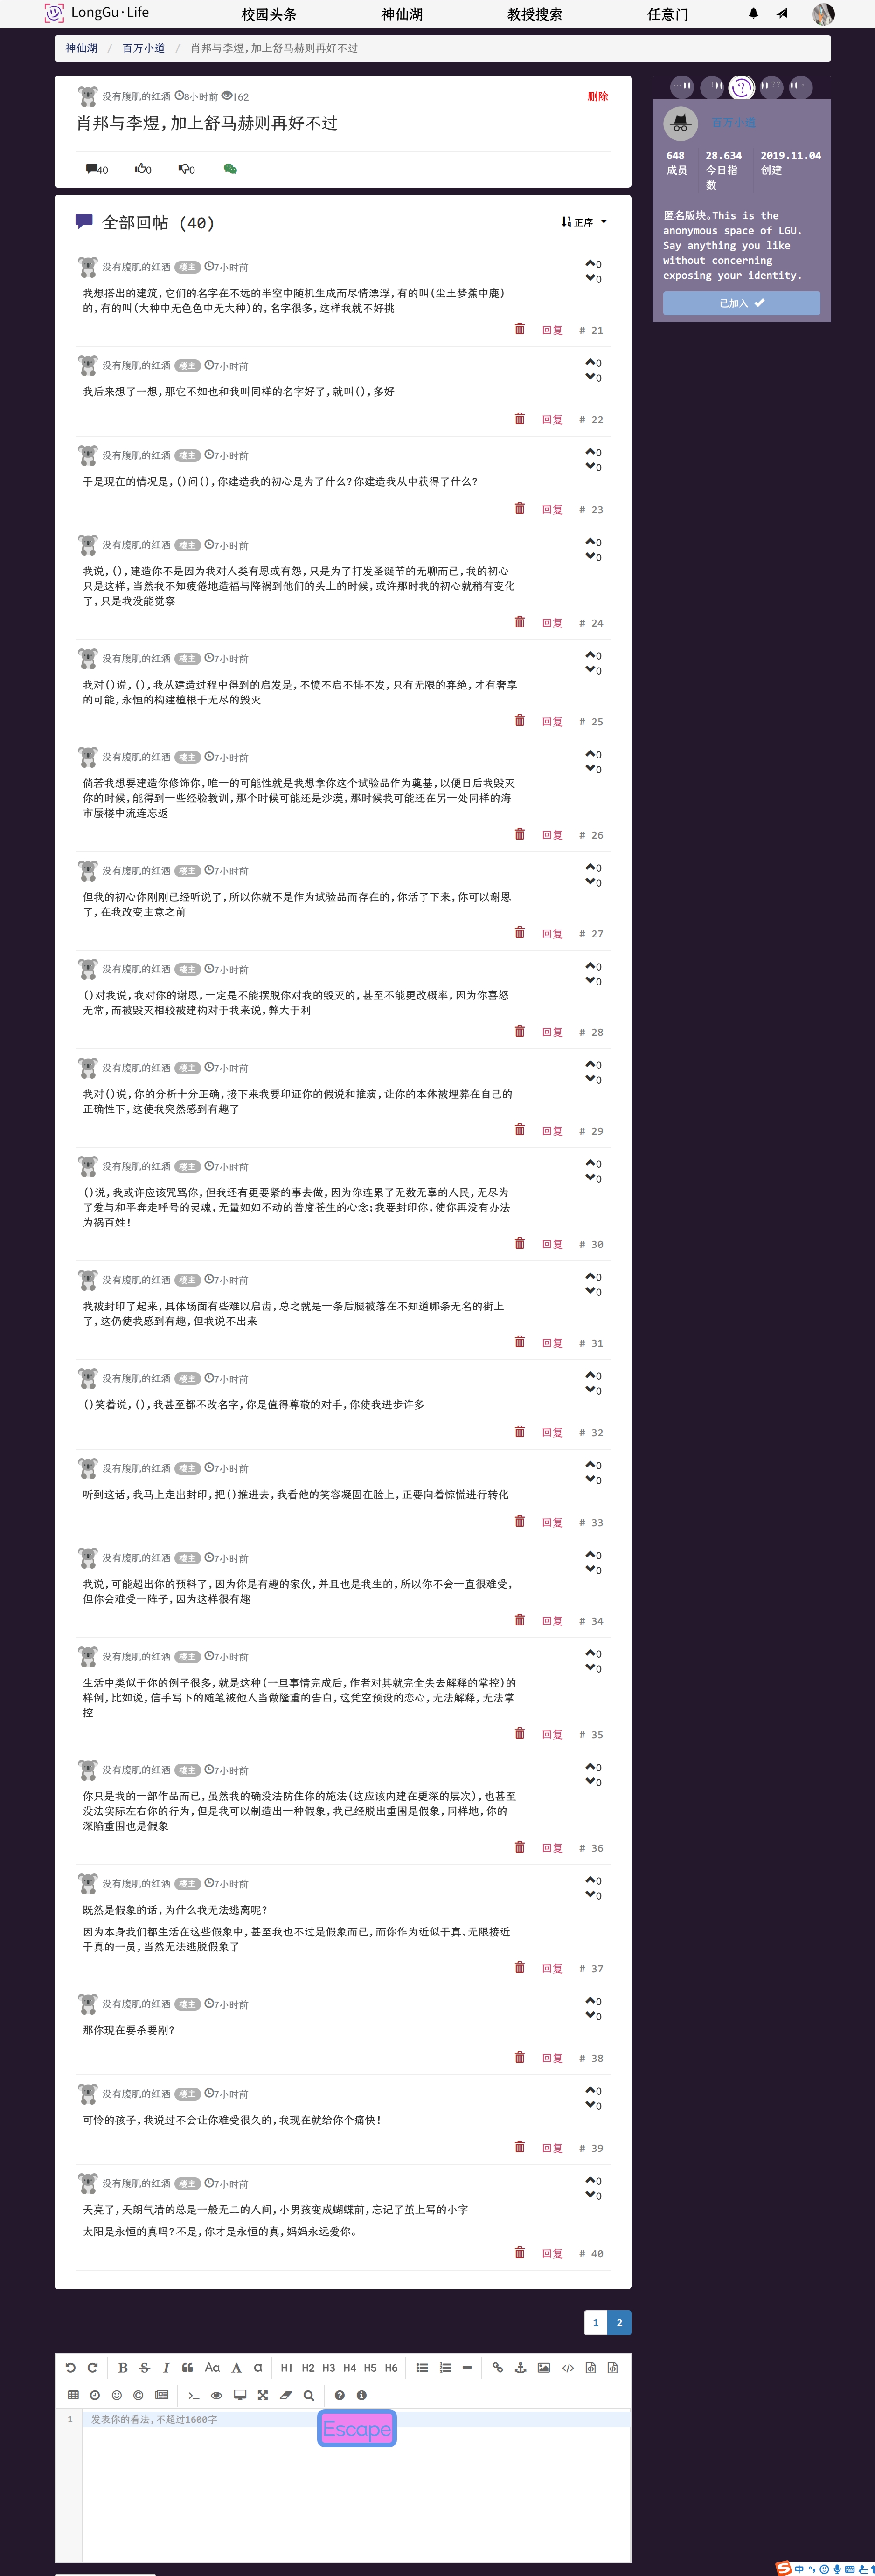 LongGu·Life
校园头条
神仙湖
教授搜索
任意门
神仙湖 / 百万小道 / 肖邦与李煜,加上舒马赫则再好不过
没有腹肌的红酒 8小时前 162
删除
肖邦与李煜,加上舒马赫则再好不过
40 0 0
百万小道
648
成员
28.634
今日指
数
2019.11.04
创建
匿名版块。This is the
anonymous space of LGU.
Say anything you like
without concerning
exposing your identity.
已加入
全部回帖 (40)
正序
没有腹肌的红酒 楼主 7小时前
0
0
我想搭出的建筑,它们的名字在不远的半空中随机生成而尽情漂浮,有的叫(尘土梦蕉中鹿)
的,有的叫(大种中无色色中无大种)的,名字很多,这样我就不好挑
回复 # 21
没有腹肌的红酒 楼主 7小时前
0
0
我后来想了一想,那它不如也和我叫同样的名字好了,就叫(),多好
回复 # 22
没有腹肌的红酒 楼主 7小时前
0
0
于是现在的情况是,()问(),你建造我的初心是为了什么?你建造我从中获得了什么?
回复 # 23
没有腹肌的红酒 楼主 7小时前
0
0
我说,(),建造你不是因为我对人类有恩或有怨,只是为了打发圣诞节的无聊而已,我的初心
只是这样,当然我不知疲倦地造福与降祸到他们的头上的时候,或许那时我的初心就稍有变化
了,只是我没能觉察
回复 # 24
没有腹肌的红酒 楼主 7小时前
0
0
我对()说,(),我从建造过程中得到的启发是,不愤不启不悱不发,只有无限的弃绝,才有奢享
的可能,永恒的构建植根于无尽的毁灭
回复 # 25
没有腹肌的红酒 楼主 7小时前
0
0
倘若我想要建造你修饰你,唯一的可能性就是我想拿你这个试验品作为奠基,以便日后我毁灭
你的时候,能得到一些经验教训,那个时候可能还是沙漠,那时候我可能还在另一处同样的海
市蜃楼中流连忘返
回复 # 26
没有腹肌的红酒 楼主 7小时前
0
0
但我的初心你刚刚已经听说了,所以你就不是作为试验品而存在的,你活了下来,你可以谢恩
了,在我改变主意之前
回复 # 27
没有腹肌的红酒 楼主 7小时前
0
0
()对我说,我对你的谢恩,一定是不能摆脱你对我的毁灭的,甚至不能更改概率,因为你喜怒
无常,而被毁灭相较被建构对于我来说,弊大于利
回复 # 28
没有腹肌的红酒 楼主 7小时前
0
0
我对()说,你的分析十分正确,接下来我要印证你的假说和推演,让你的本体被埋葬在自己的
正确性下,这使我突然感到有趣了
回复 # 29
没有腹肌的红酒 楼主 7小时前
0
0
()说,我或许应该咒骂你,但我还有更要紧的事去做,因为你连累了无数无辜的人民,无尽为
了爱与和平奔走呼号的灵魂,无量如如不动的普度苍生的心念;我要封印你,使你再没有办法
为祸百姓!
回复 # 30
没有腹肌的红酒 楼主 7小时前
0
0
我被封印了起来,具体场面有些难以启齿,总之就是一条后腿被落在不知道哪条无名的街上
了,这仍使我感到有趣,但我说不出来
回复 # 31
没有腹肌的红酒 楼主 7小时前
0
0
()笑着说,(),我甚至都不改名字,你是值得尊敬的对手,你使我进步许多
回复 # 32
没有腹肌的红酒 楼主 7小时前
0
0
听到这话,我马上走出封印,把()推进去,我看他的笑容凝固在脸上,正要向着惊慌进行转化
回复 # 33
没有腹肌的红酒 楼主 7小时前
0
0
我说,可能超出你的预料了,因为你是有趣的家伙,并且也是我生的,所以你不会一直很难受,
但你会难受一阵子,因为这样很有趣
回复 # 34
没有腹肌的红酒 楼主 7小时前
0
0
生活中类似于你的例子很多,就是这种(一旦事情完成后,作者对其就完全失去解释的掌控)的
样例,比如说,信手写下的随笔被他人当做隆重的告白,这凭空预设的恋心,无法解释,无法掌
控
回复 # 35
没有腹肌的红酒 楼主 7小时前
0
0
你只是我的一部作品而已,虽然我的确没法防住你的施法(这应该内建在更深的层次),也甚至
没法实际左右你的行为,但是我可以制造出一种假象,我已经脱出重围是假象,同样地,你的
深陷重围也是假象
回复 # 36
没有腹肌的红酒 楼主 7小时前
0
0
既然是假象的话,为什么我无法逃离呢?
因为本身我们都生活在这些假象中,甚至我也不过是假象而已,而你作为近似于真、无限接近
于真的一员,当然无法逃脱假象了
回复 # 37
没有腹肌的红酒 楼主 7小时前
0
0
那你现在要杀要剐?
回复 # 38
没有腹肌的红酒 楼主 7小时前
0
0
可怜的孩子,我说过不会让你难受很久的,我现在就给你个痛快!
回复 # 39
没有腹肌的红酒 楼主 7小时前
0
0
天亮了,天朗气清的总是一般无二的人间,小男孩变成蝴蝶前,忘记了茧上写的小字
太阳是永恒的真吗?不是,你才是永恒的真,妈妈永远爱你。
回复 # 40
1 2
B S I Aa A a H1 H2 H3 H4 H5 H6
1 发表你的看法,不超过1600字
Escape
中